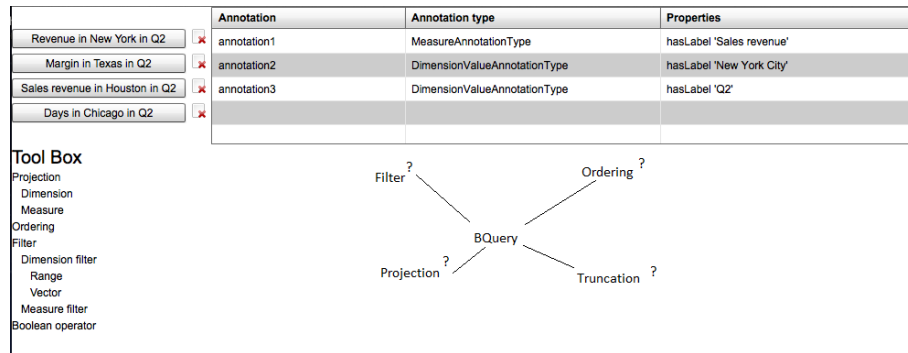 Annotation Annotation type Properties
Revenue in New York in Q2 annotation1 MeasureAnnotationType hasLabel 'Sales revenue'
Margin in Texas in Q2 annotation2 DimensionValueAnnotationType hasLabel 'New York City'
Sales revenue in Houston in Q2 annotation3 DimensionValueAnnotationType hasLabel 'Q2'
Days in Chicago in Q2
Tool Box
Projection
Dimension
Measure
Ordering
Filter
Dimension filter
Range
Vector
Measure filter
Boolean operator
Filter ? Ordering ?
BQuery
Projection ? Truncation ?